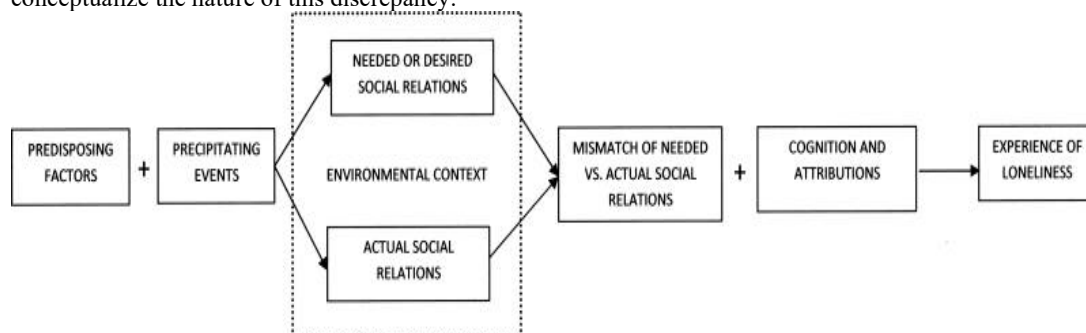 conceptualize the nature of this discrepancy.
NEEDED OR DESIRED
SOCIAL RELATIONS
PREDISPOSING
FACTORS
+
PRECIPITATING
EVENTS
ENVIRONMENTAL CONTEXT
ACTUAL SOCIAL
RELATIONS
MISMATCH OF NEEDED
VS. ACTUAL SOCIAL
RELATIONS
+
COGNITION AND
ATTRIBUTIONS
EXPERIENCE OF
LONELINESS